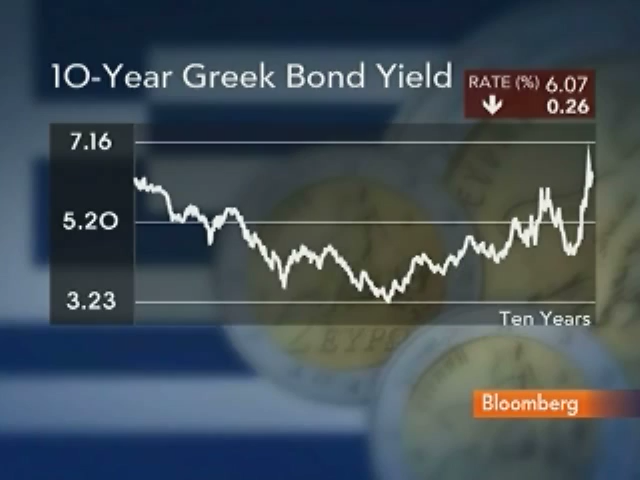 10-Year Greek Bond Yield
RATE (%) 6.07
0.26
7.16
5.20
3.23
Ten Years
Bloomberg